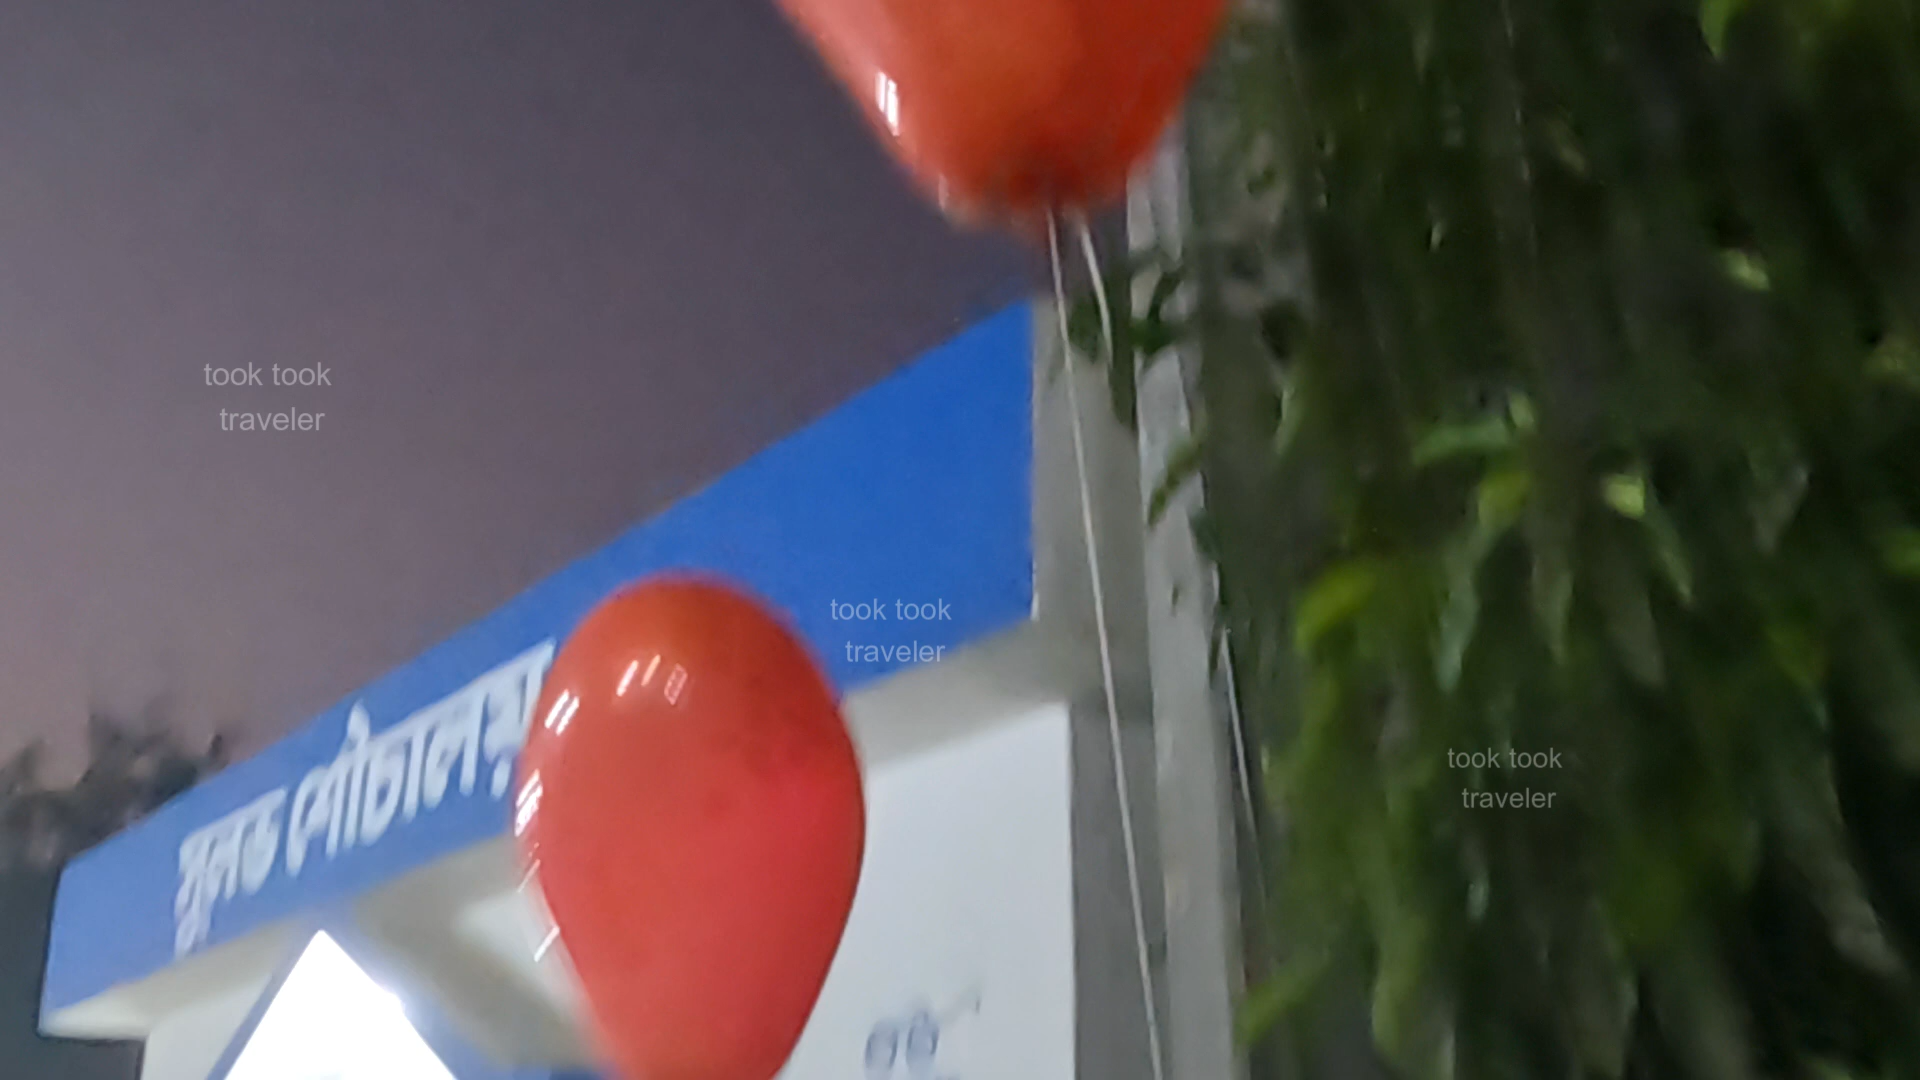 took took
traveler
took took
traveler
সুলভ শৌচালয়
took took
traveler